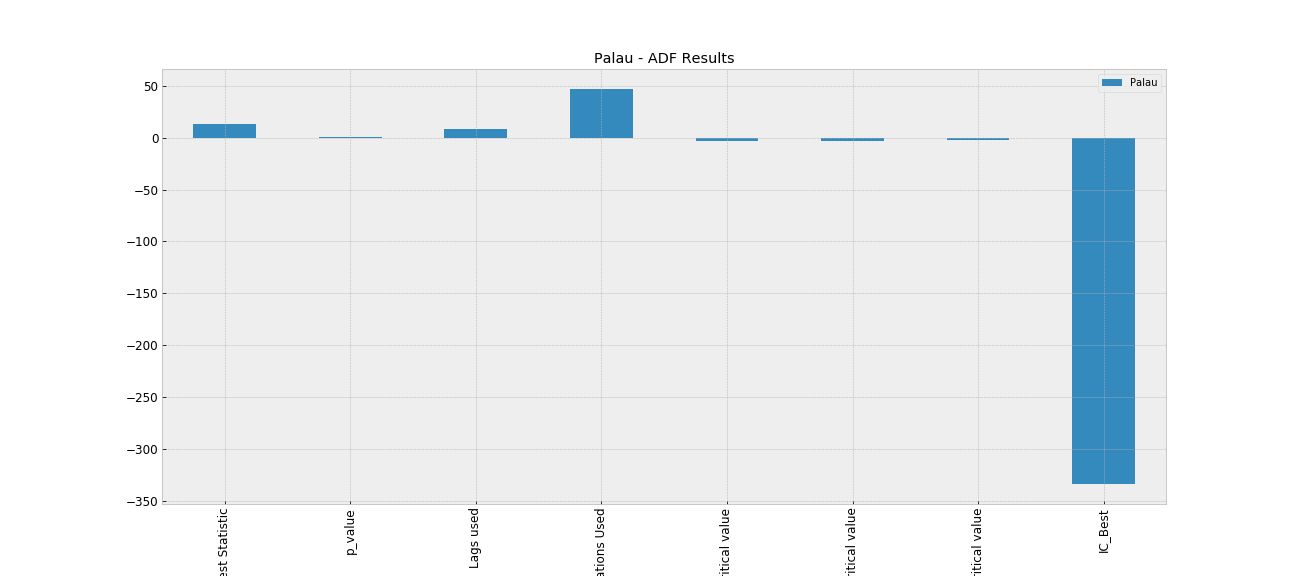 Palau - ADF Results
Palau
50
0
−50
−100
−150
−200
−250
−300
−350
est Statistic
p_value
Lags used
ations Used
ritical value
ritical value
ritical value
IC_Best